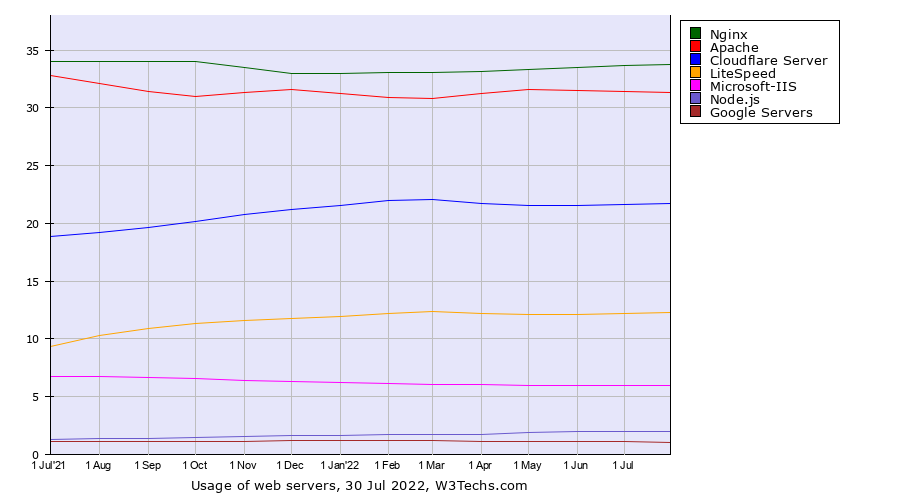 35
30
25
20
15
10
5
0
1 Jul'21 1 Aug 1 Sep 1 Oct 1 Nov 1 Dec 1 Jan'22 1 Feb 1 Mar 1 Apr 1 May 1 Jun 1 Jul
Usage of web servers, 30 Jul 2022, W3Techs.com
Nginx
Apache
Cloudflare Server
LiteSpeed
Microsoft-IIS
Node.js
Google Servers